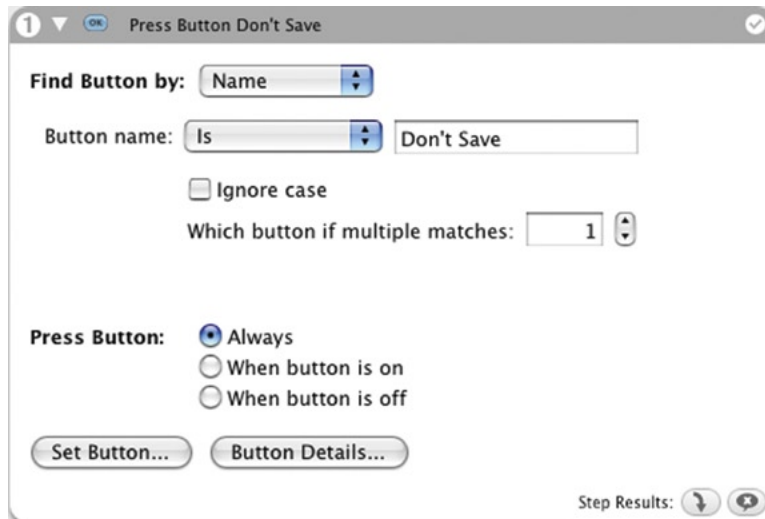 1 OK Press Button Don't Save
Find Button by: Name
Button name: Is Don't Save
Ignore case
Which button if multiple matches: 1
Press Button: Always
When button is on
When button is off
Set Button... Button Details...
Step Results: